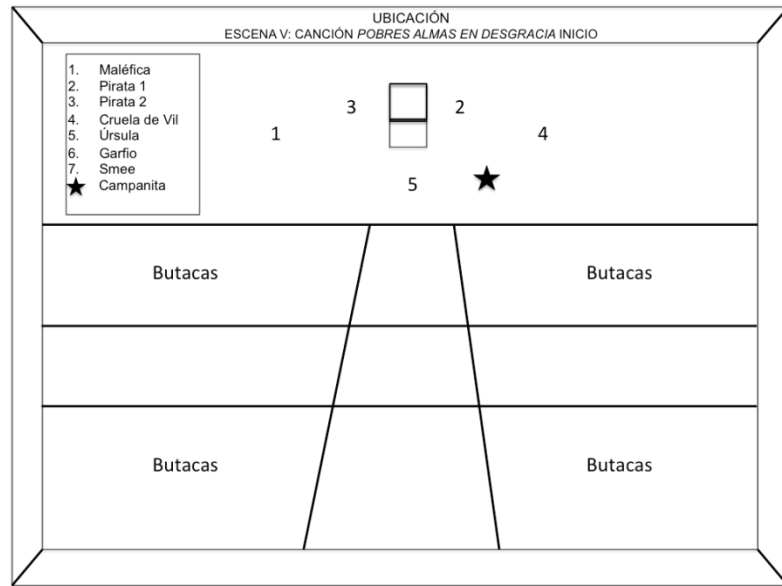 UBICACIÓN
ESCENA V: CANCIÓN POBRES ALMAS EN DESGRACIA INICIO
1. Maléfica
2. Pirata 1
3. Pirata 2
4. Cruela de Vil
5. Úrsula
6. Garfio
7. Smee
★ Campanita
3 2
1 4
5 ★
Butacas Butacas
Butacas Butacas